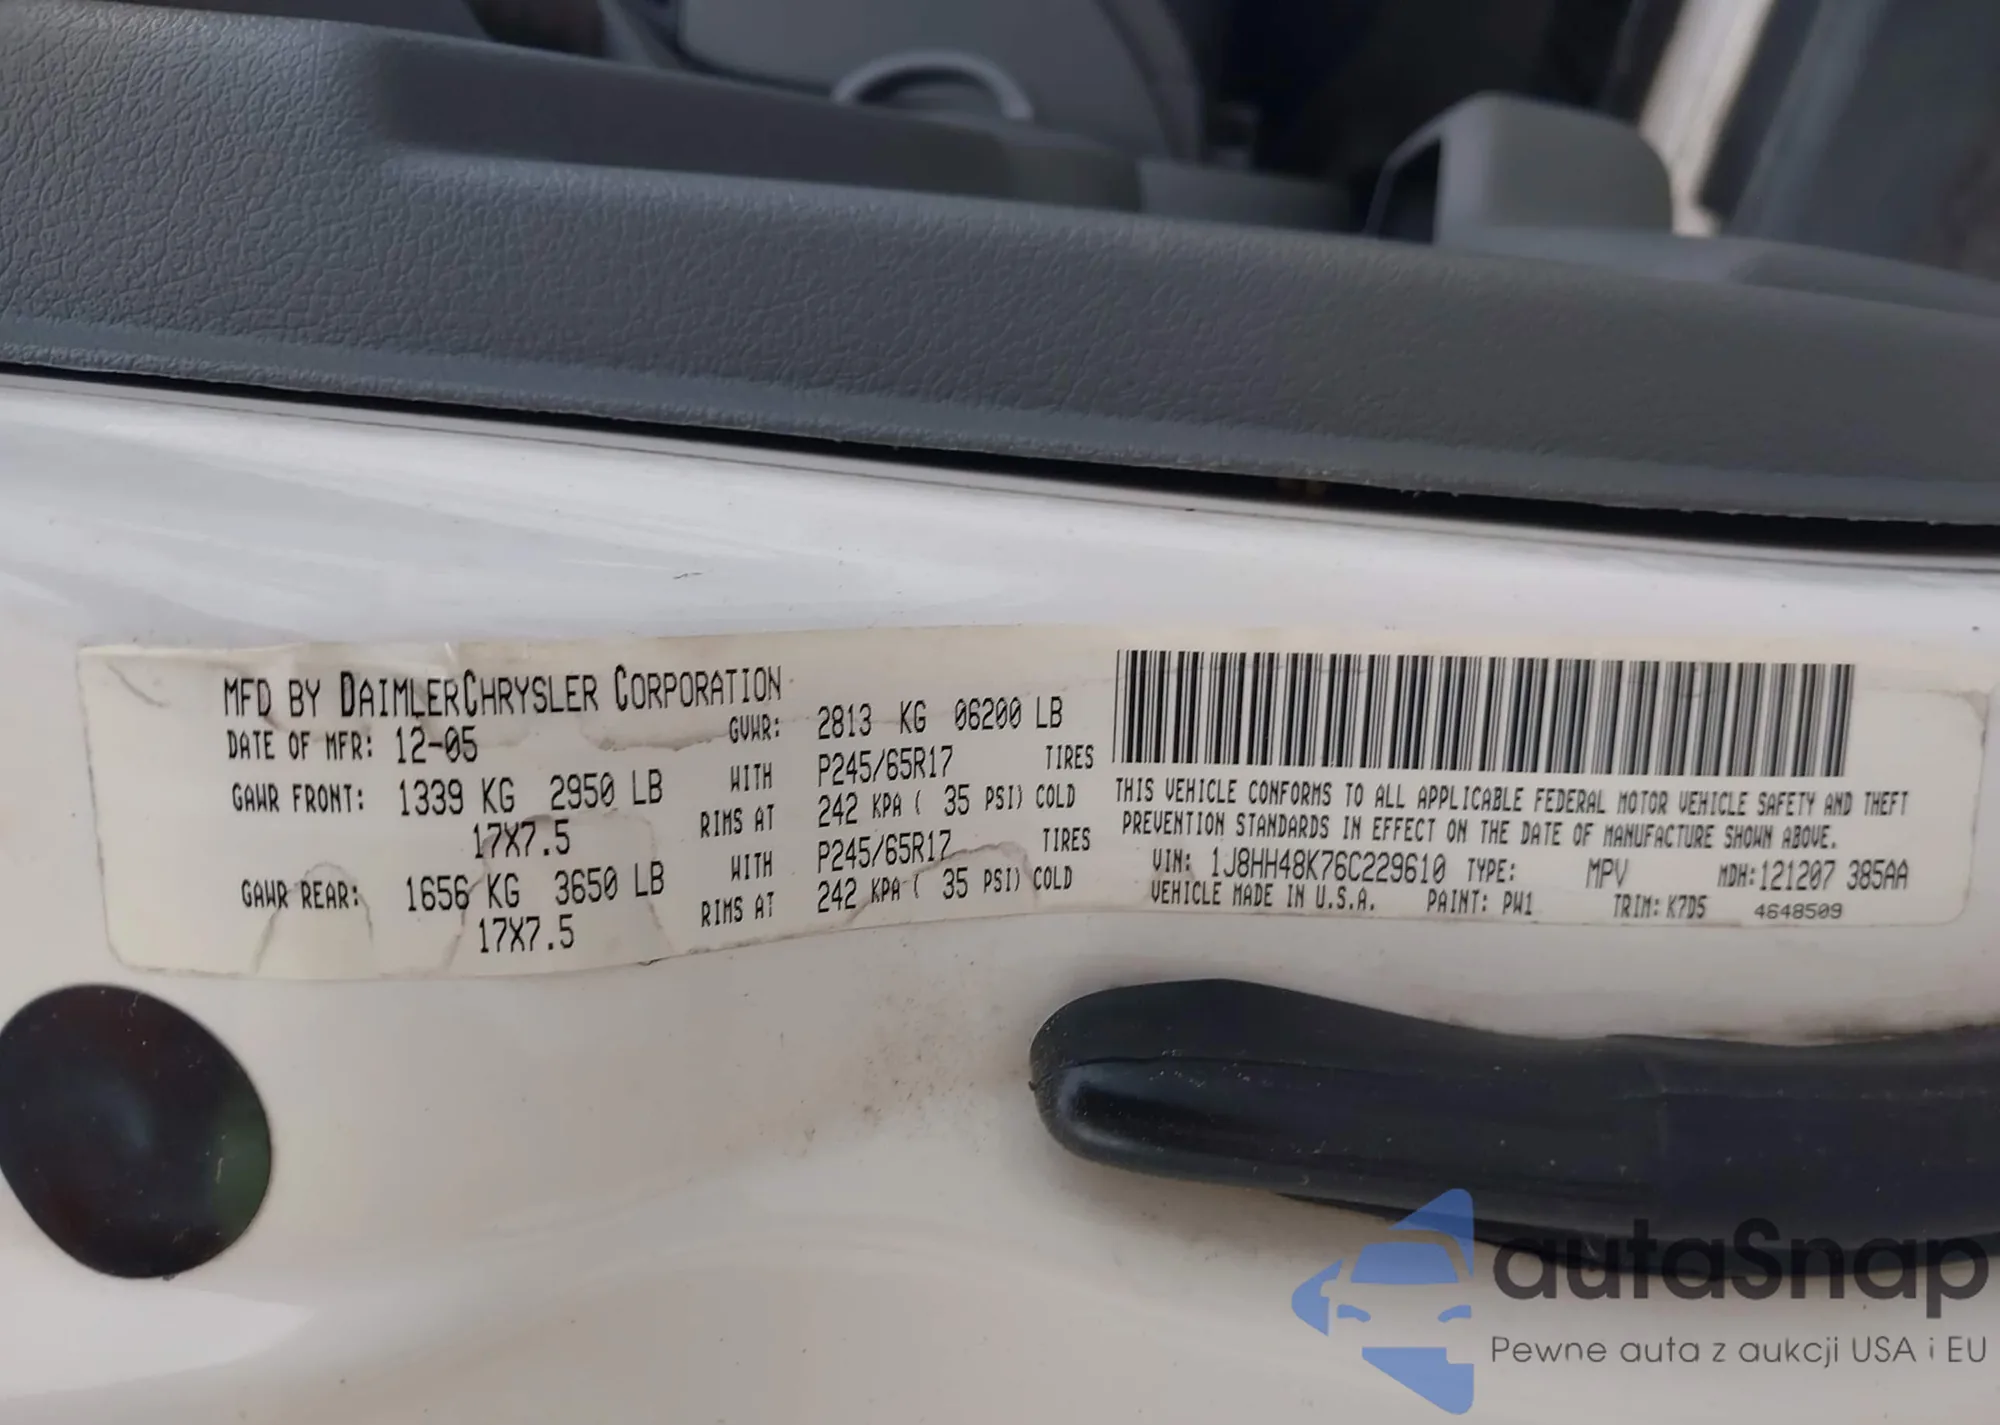 MFD BY DAIMLERCHRYSLER CORPORATION
DATE OF MFR: 12-05 GVWR: 2813 KG 06200 LB
GAWR FRONT: 1339 KG 2950 LB WITH P245/65R17 TIRES
17X7.5 RIMS AT 242 KPA ( 35 PSI) COLD
GAWR REAR: 1656 KG 3650 LB WITH P245/65R17 TIRES
17X7.5 RIMS AT 242 KPA ( 35 PSI) COLD
THIS VEHICLE CONFORMS TO ALL APPLICABLE FEDERAL MOTOR VEHICLE SAFETY AND THEFT
PREVENTION STANDARDS IN EFFECT ON THE DATE OF MANUFACTURE SHOWN ABOVE.
VIN: 1J8HH48K76C229610 TYPE: MPV MDH: 121207 385AA
VEHICLE MADE IN U.S.A. PAINT: PW1 TRIM: K7D5 4648509
autaSnap
Pewne auta z aukcji USA i EU